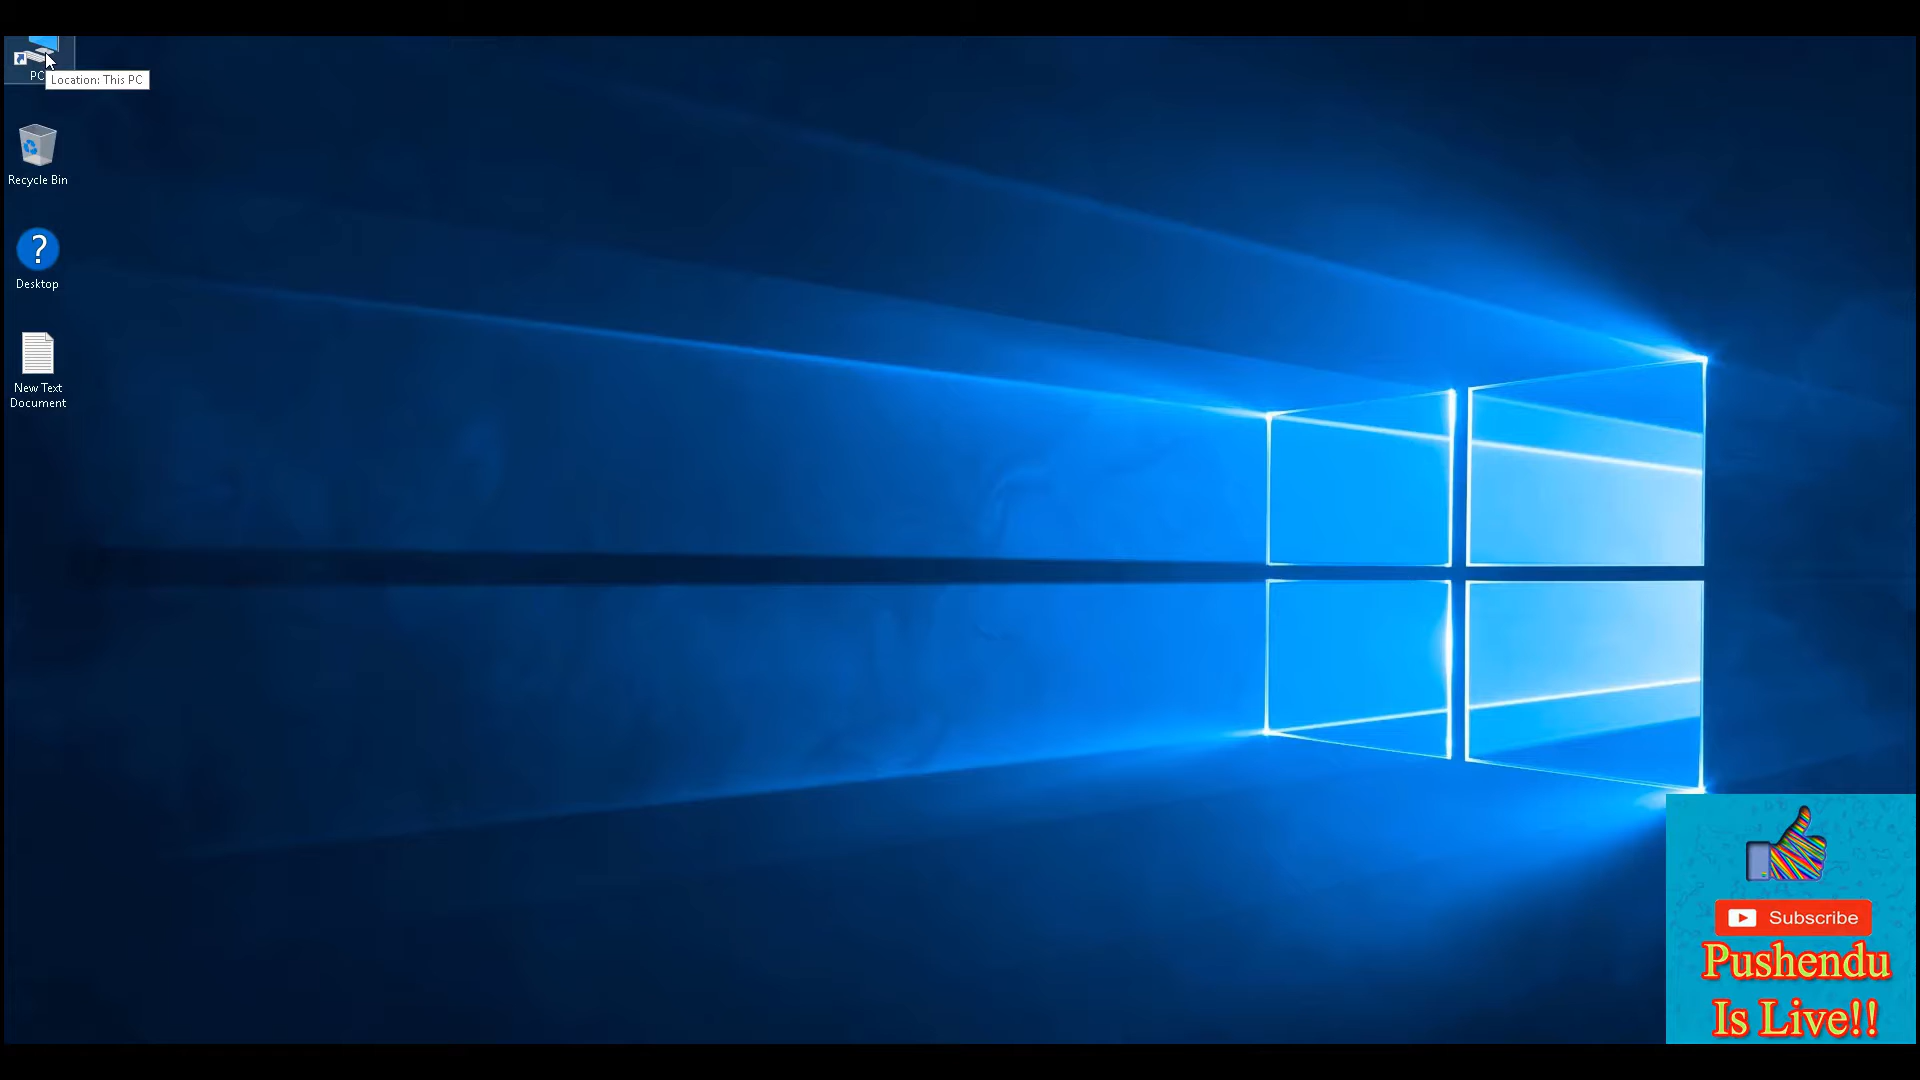 PC
Location: This PC
Recycle Bin
?
Desktop
New Text
Document
Subscribe
Pushendu
Is Live!!